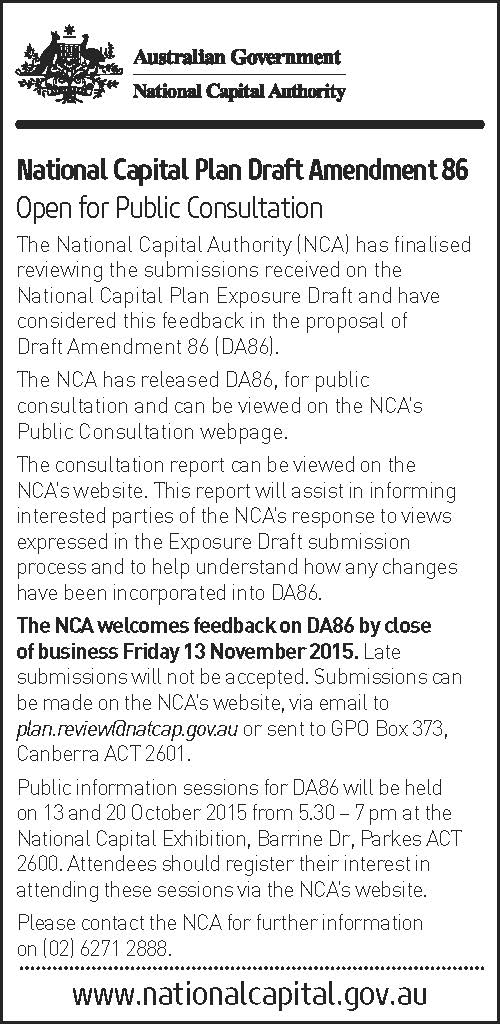 Australian Government
National Capital Authority
National Capital Plan Draft Amendment 86
Open for Public Consultation
The National Capital Authority (NCA) has finalised
reviewing the submissions received on the
National Capital Plan Exposure Draft and have
considered this feedback in the proposal of
Draft Amendment 86 (DA86).
The NCA has released DA86, for public
consultation and can be viewed on the NCA's
Public Consultation webpage.
The consultation report can be viewed on the
NCA's website. This report will assist in informing
interested parties of the NCA's response to views
expressed in the Exposure Draft submission
process and to help understand how any changes
have been incorporated into DA86.
The NCA welcomes feedback on DA86 by close
of business Friday 13 November 2015. Late
submissions will not be accepted. Submissions can
be made on the NCA's website, via email to
plan.review@natcap.gov.au or sent to GPO Box 373,
Canberra ACT 2601.
Public information sessions for DA86 will be held
on 13 and 20 October 2015 from 5.30 – 7 pm at the
National Capital Exhibition, Barrine Dr, Parkes ACT
2600. Attendees should register their interest in
attending these sessions via the NCA's website.
Please contact the NCA for further information
on (02) 6271 2888.
www.nationalcapital.gov.au